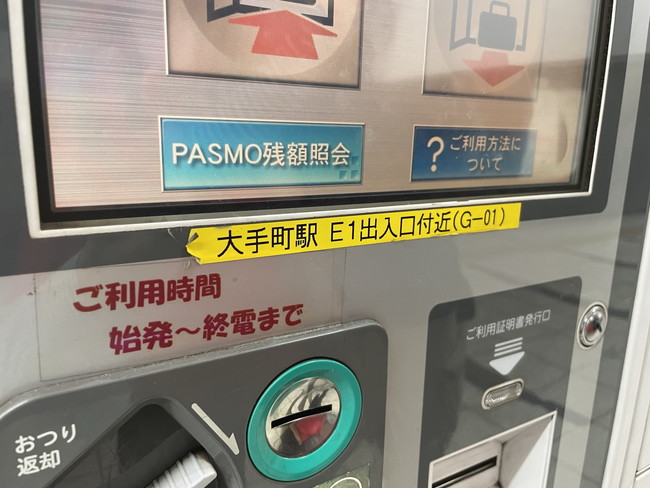 PASMO残額照会
?
ご利用方法に
ついて
大手町駅 E1出入口付近(G-01)
ご利用時間
始発～終電まで
ご利用証明書発行口
おつり
返却